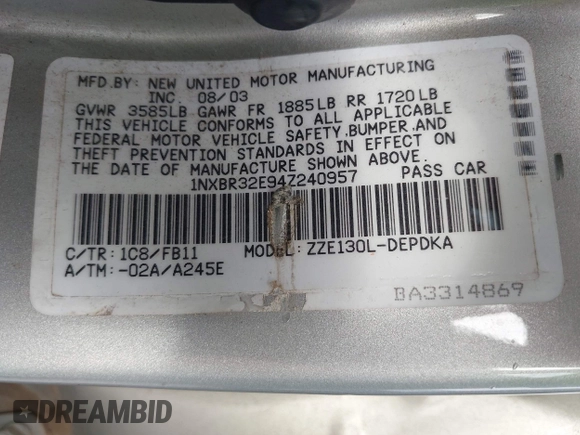 MFD.BY: NEW UNITED MOTOR MANUFACTURING
INC. 08/03
GVWR 3585LB GAWR FR 1885LB RR 1720LB
THIS VEHICLE CONFORMS TO ALL APPLICABLE
FEDERAL MOTOR VEHICLE SAFETY,BUMPER,AND
THEFT PREVENTION STANDARDS IN EFFECT ON
THE DATE OF MANUFACTURE SHOWN ABOVE.
1NXBR32E94Z240957 PASS CAR
C/TR:1C8/FB11 MODEL:ZZE130L-DEPDKA
A/TM:-02A/A245E
BA3314869
DREAMBID